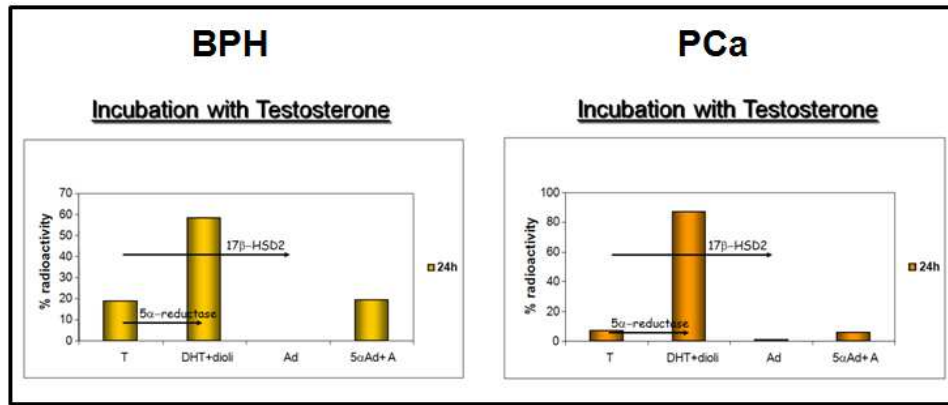 BPH
Incubation with Testosterone
% radioactivity
70
60
50
40
30
20
10
0
17β-HSD2
5α-reductase
T
DHT+dioli
Ad
5αAd+A
24h
PCa
Incubation with Testosterone
% radioactivity
100
80
60
40
20
0
17β-HSD2
5α-reductase
T
DHT+dioli
Ad
5αAd+ A
24h